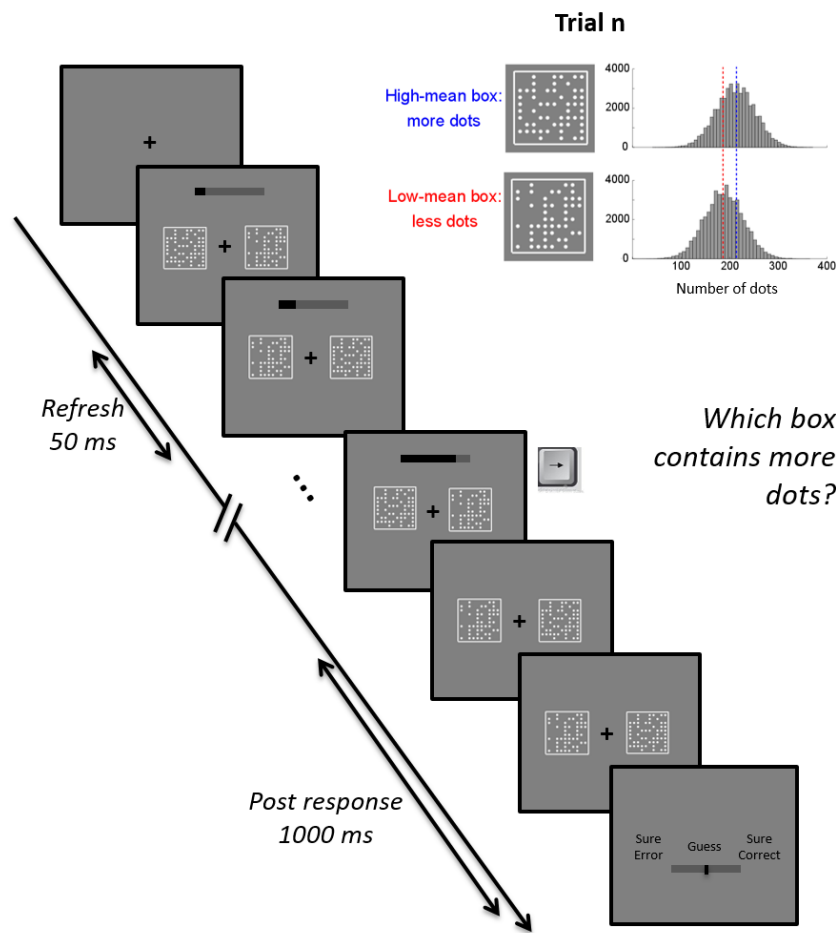 Trial n
High-mean box:
more dots
4000
2000
0
Low-mean box:
less dots
4000
2000
0
100
200
300
400
Number of dots
Refresh
50 ms
Which box
contains more
dots?
Post response
1000 ms
Sure
Error
Guess
Sure
Correct